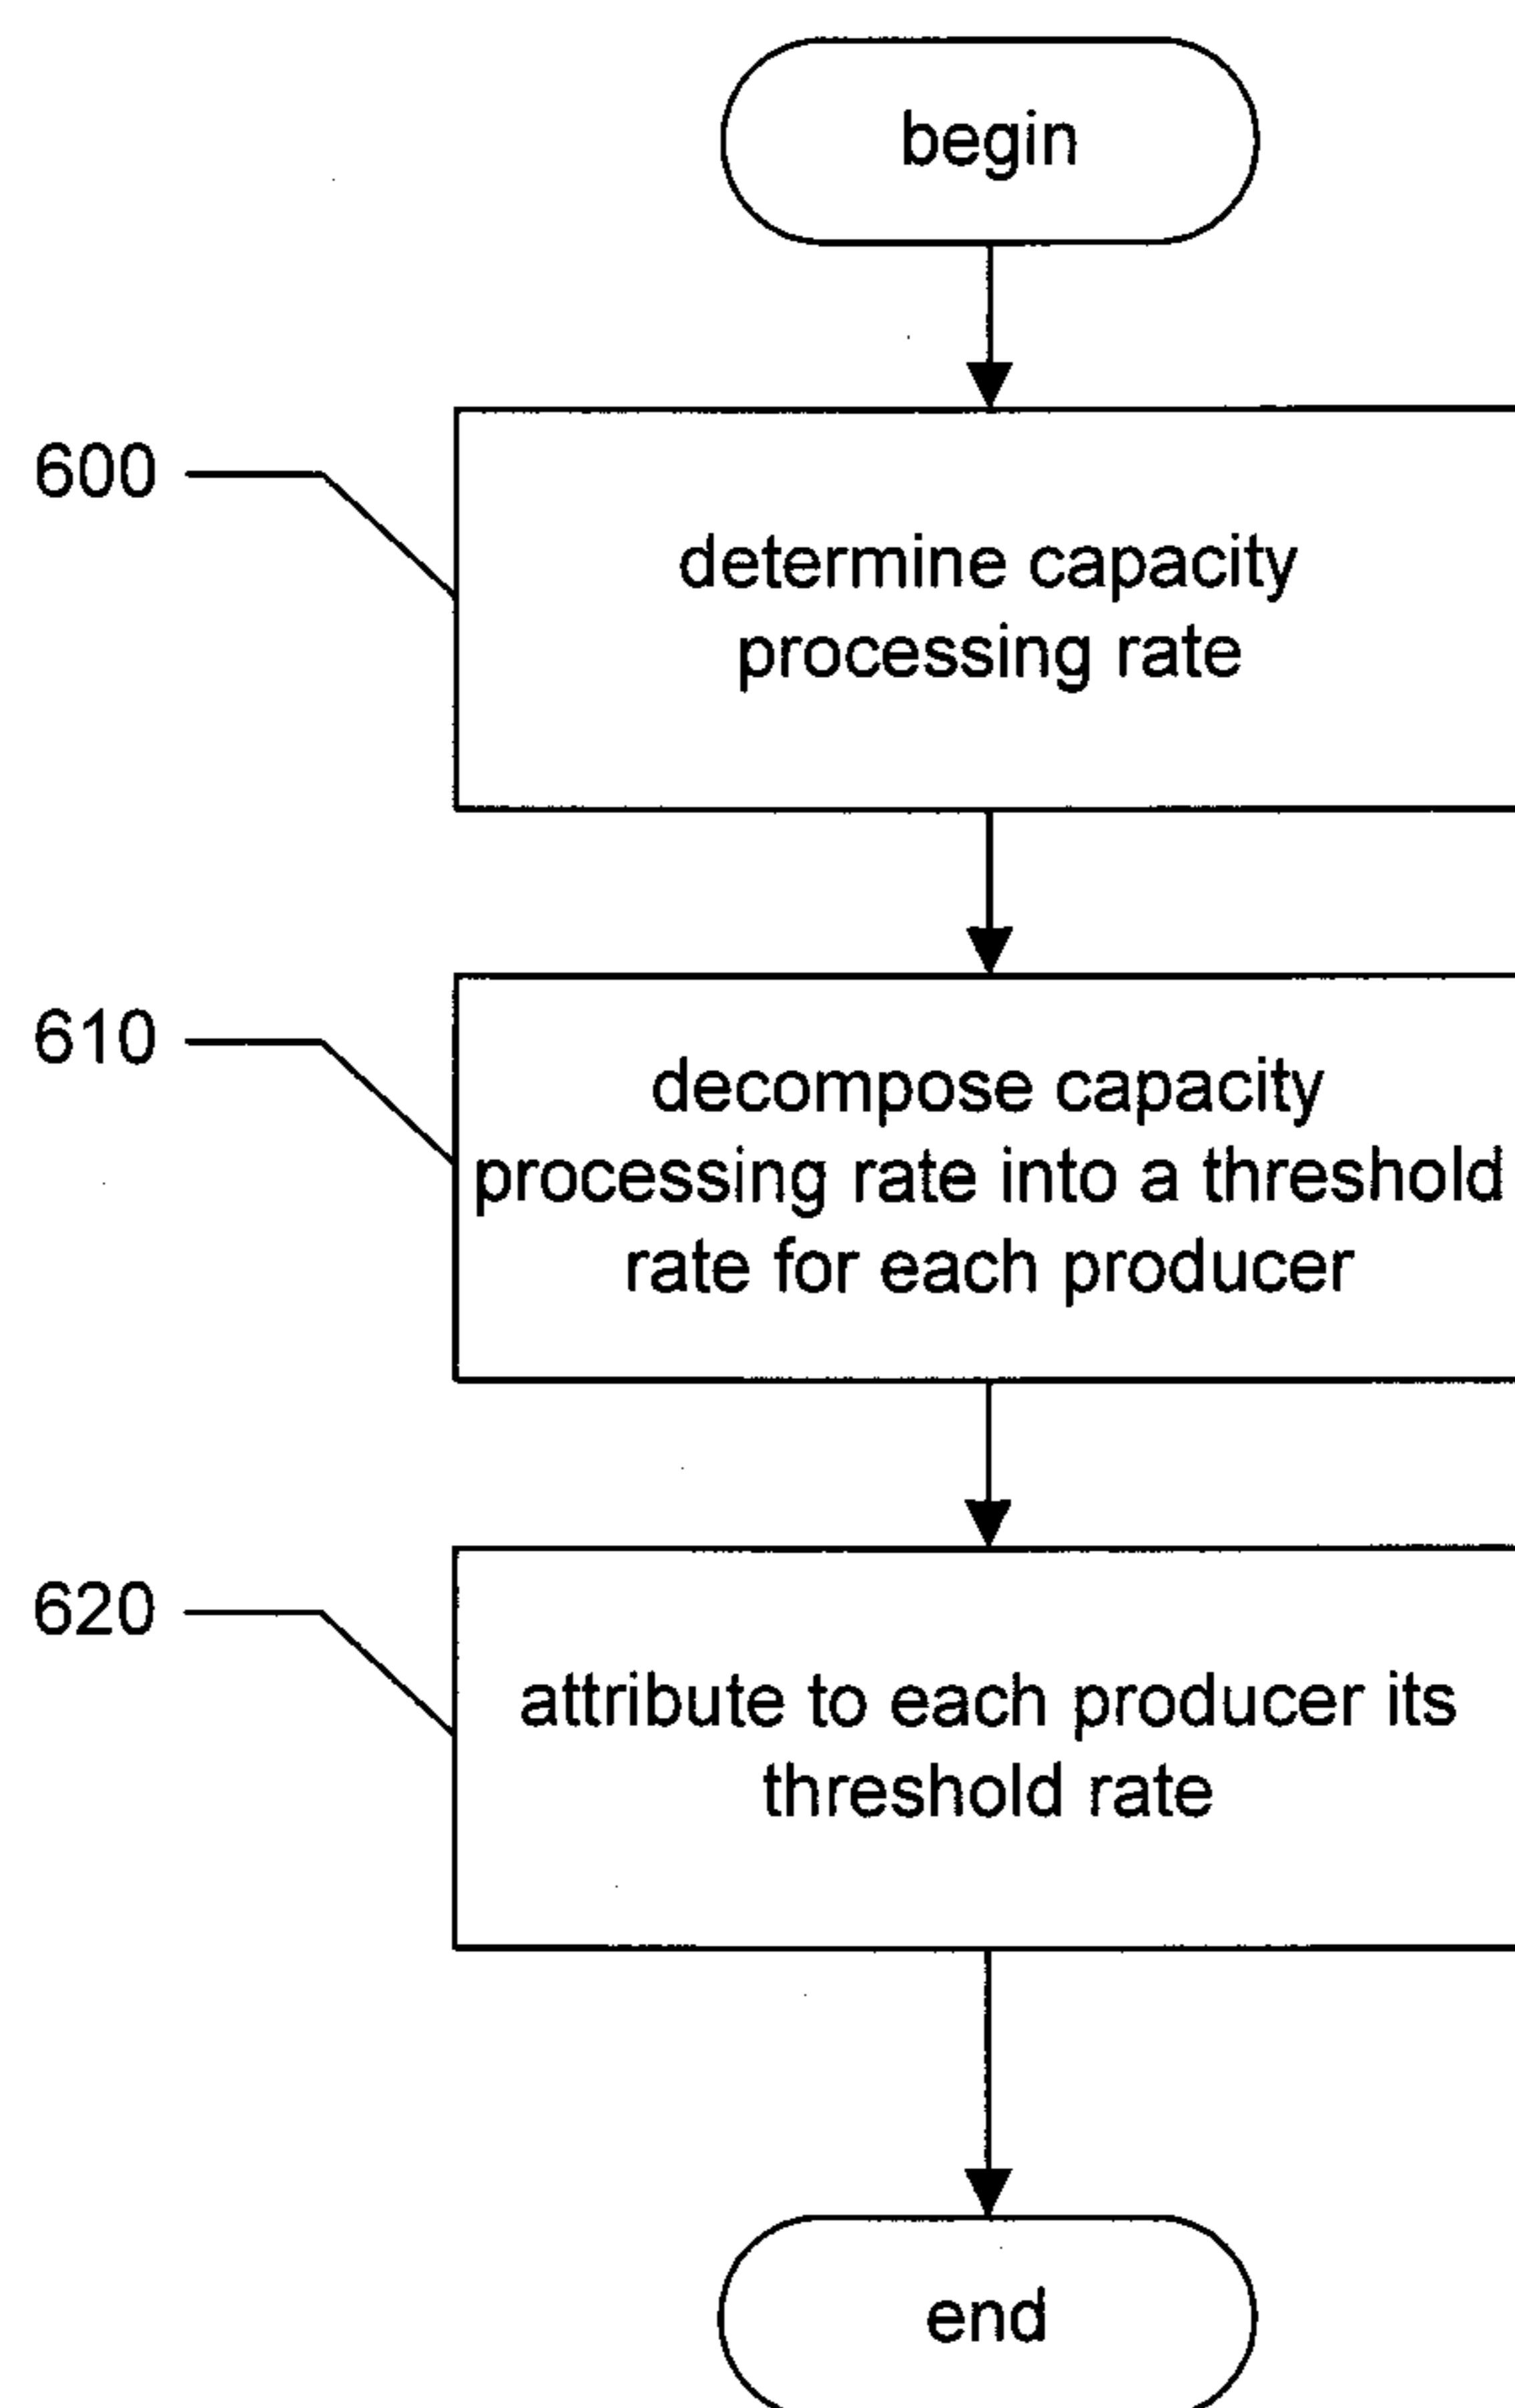 begin
600
determine capacity
processing rate
610
decompose capacity
processing rate into a threshold
rate for each producer
620
attribute to each producer its
threshold rate
end